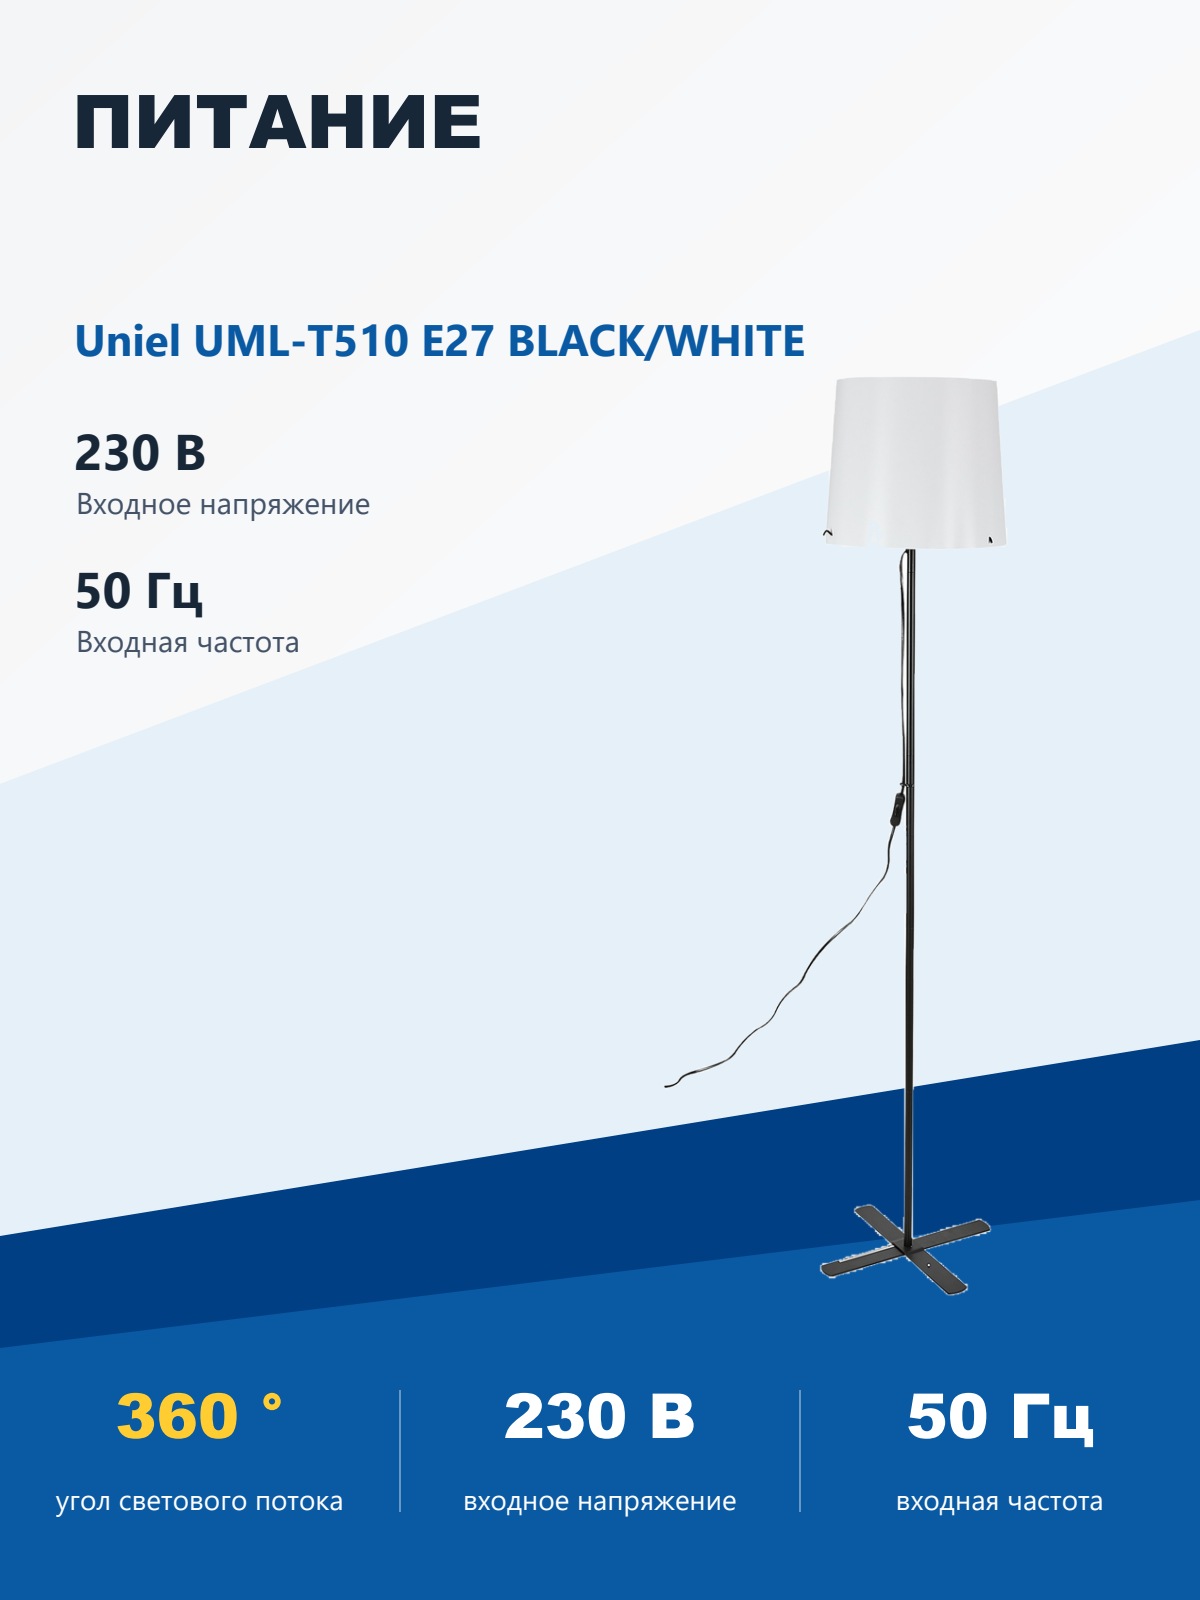 ПИТАНИЕ
Uniel UML-T510 E27 BLACK/WHITE
230 В
Входное напряжение
50 Гц
Входная частота
360 °
угол светового потока
230 В
входное напряжение
50 Гц
входная частота